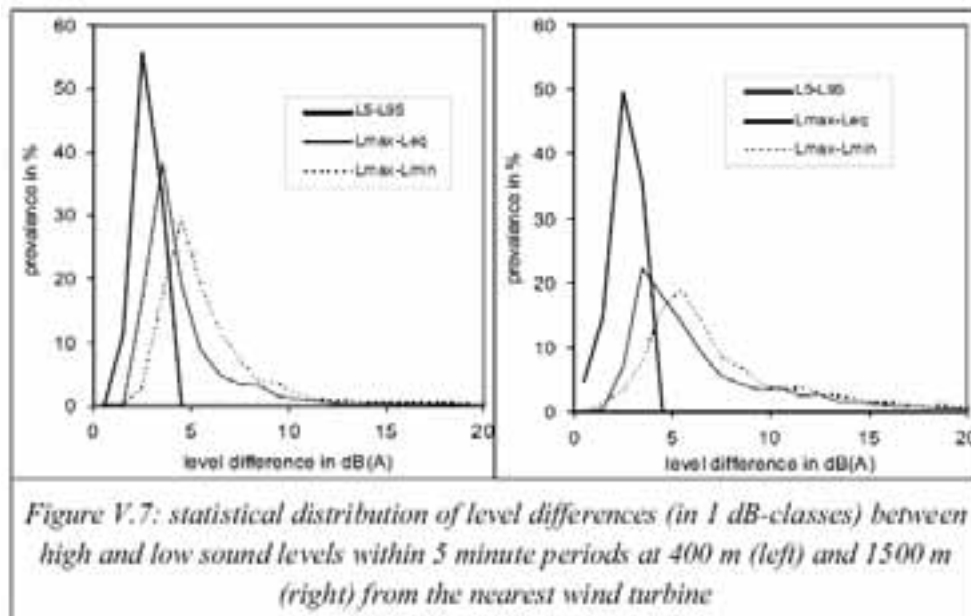 60
50
40
30
20
10
0
prevalence in %
L5-L95
Lmax-Leq
Lmax-Lmin
0 5 10 15 20
level difference in dB(A)
60
50
40
30
20
10
0
prevalence in %
L5-L95
Lmax-Leq
Lmax-Lmin
0 5 10 15 20
level difference in dB(A)
Figure V.7: statistical distribution of level differences (in 1 dB-classes) between
high and low sound levels within 5 minute periods at 400 m (left) and 1500 m
(right) from the nearest wind turbine